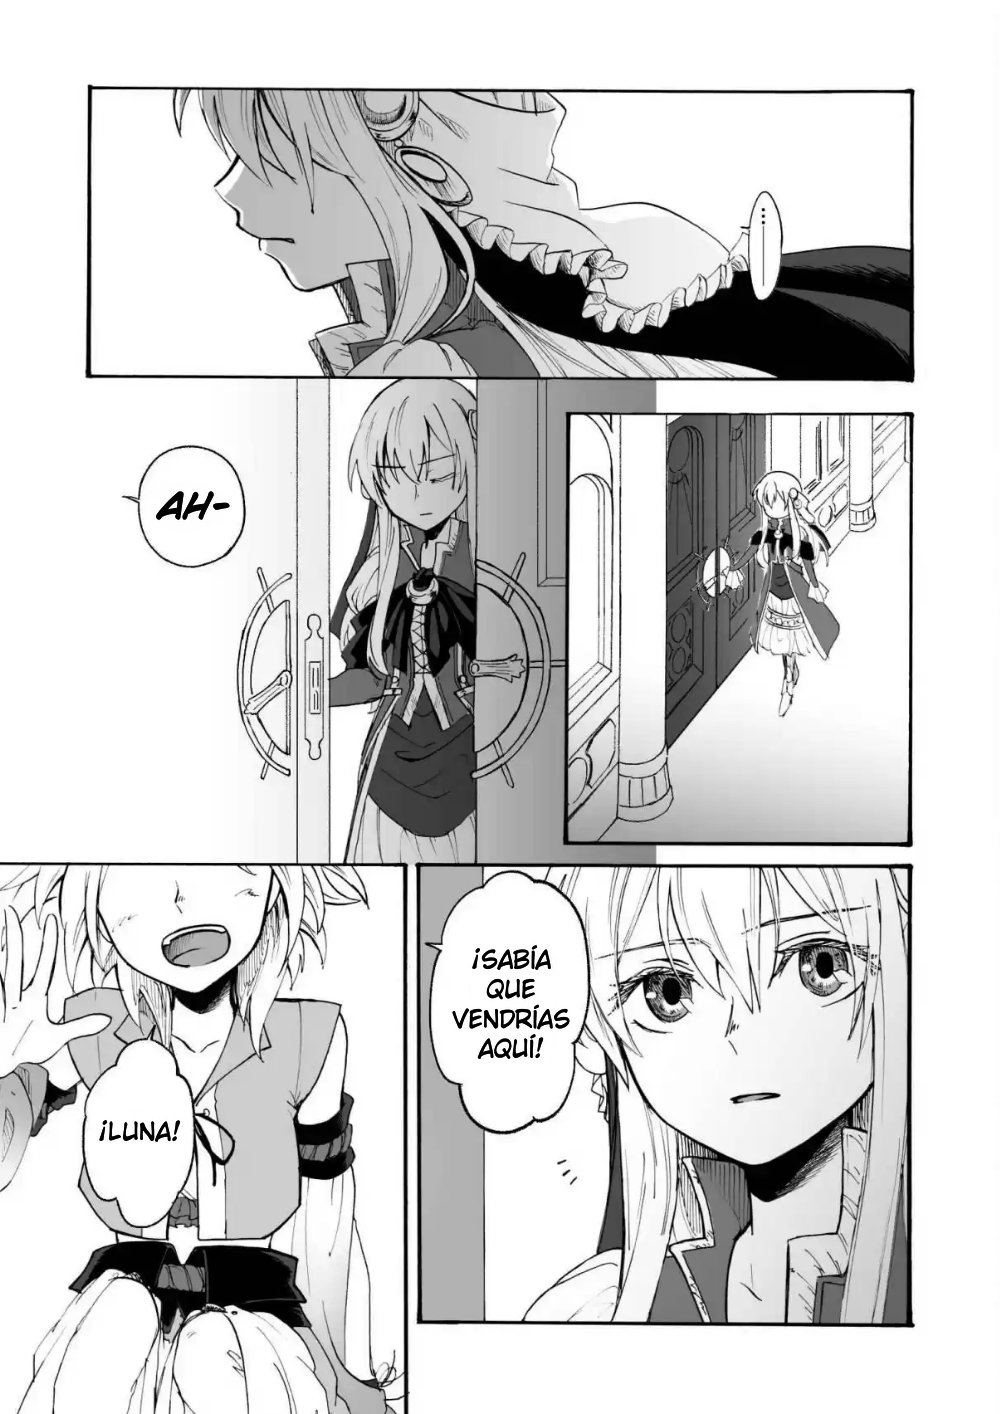 ......
AH-
¡SABÍA
QUE
VENDRÍAS
AQUÍ!
¡LUNA!